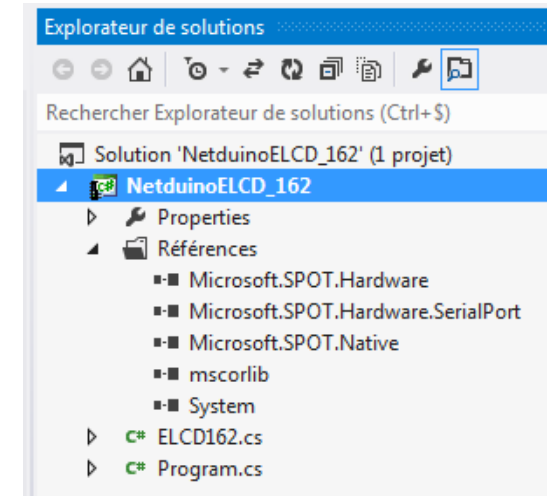 Explorateur de solutions
Rechercher Explorateur de solutions (Ctrl+$)
Solution 'NetduinoELCD_162' (1 projet)
C# NetduinoELCD_162
Properties
Références
Microsoft.SPOT.Hardware
Microsoft.SPOT.Hardware.SerialPort
Microsoft.SPOT.Native
mscorlib
System
C# ELCD162.cs
C# Program.cs